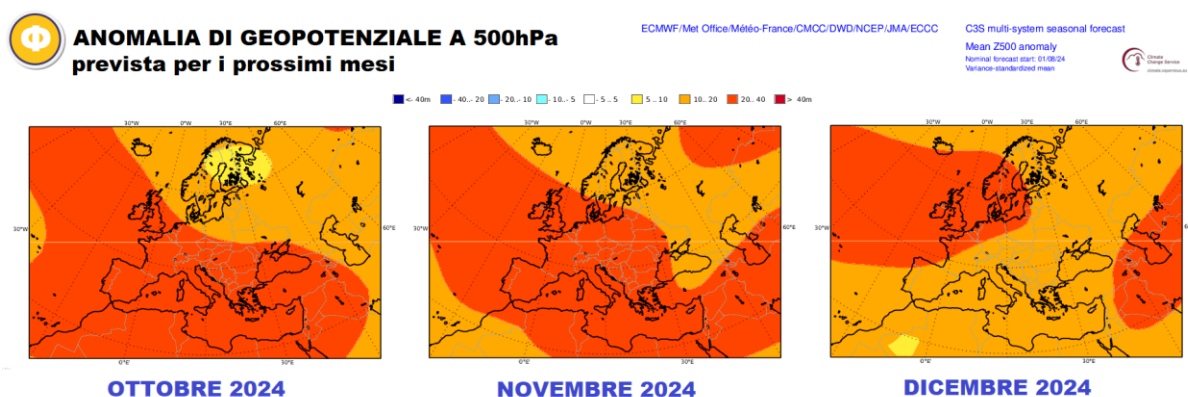 Φ
ANOMALIA DI GEOPOTENZIALE A 500hPa
prevista per i prossimi mesi
ECMWF/Met Office/Météo-France/CMCC/DWD/NCEP/JMA/ECCC
C3S multi-system seasonal forecast
Mean Z500 anomaly
Nominal forecast start: 01/08/24
Variance-standardized mean
Climate
Change Service
climate.copernicus.eu
<- 40m -40..-20 -20..-10 -10..-5 -5..5 5..10 10..20 20..40 > 40m
30°W 0°W 30°E 60°E
30°W 60°E
0°E 30°E
30°W 0°W 30°E 60°E
30°W 60°E
0°E 30°E
30°W 0°W 30°E 60°E
30°W 6
0°E 30°E
OTTOBRE 2024
NOVEMBRE 2024
DICEMBRE 2024